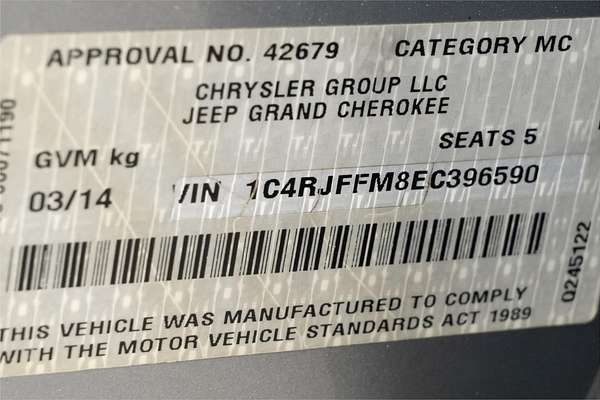 APPROVAL NO. 42679 CATEGORY MC
CHRYSLER GROUP LLC
JEEP GRAND CHEROKEE
SEATS 5
GVM kg
03/14 VIN 1C4RJFFM8EC396590
Q245122
THIS VEHICLE WAS MANUFACTURED TO COMPLY
WITH THE MOTOR VEHICLE STANDARDS ACT 1989